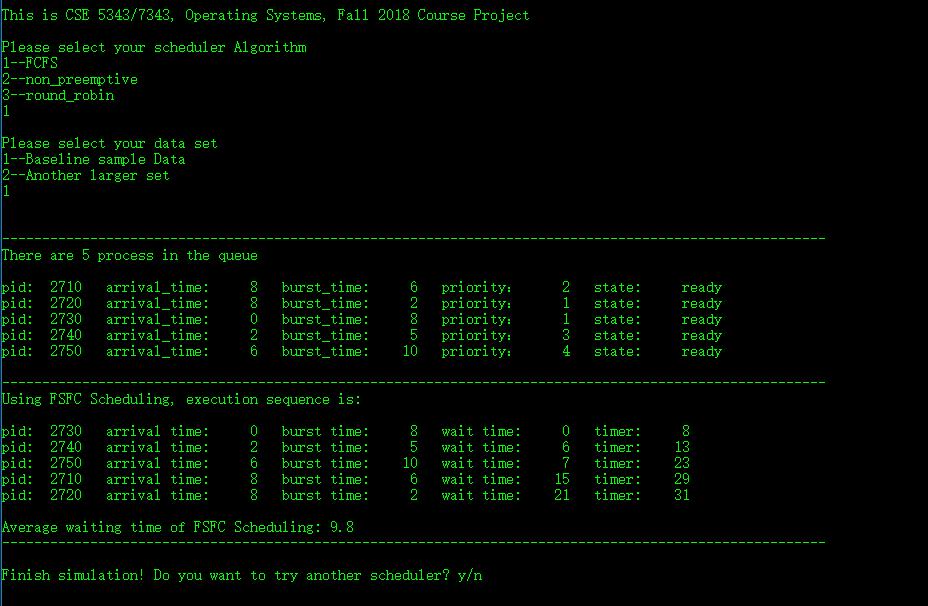 This is CSE 5343/7343, Operating Systems, Fall 2018 Course Project
Please select your scheduler Algorithm
1--FCFS
2--non_preemptive
3--round_robin
1
Please select your data set
1--Baseline sample Data
2--Another larger set
1
-------------------------------------------------------------------------------------------------------
There are 5 process in the queue
pid: 2710 arrival_time: 8 burst_time: 6 priority: 2 state: ready
pid: 2720 arrival_time: 8 burst_time: 2 priority: 1 state: ready
pid: 2730 arrival_time: 0 burst_time: 8 priority: 1 state: ready
pid: 2740 arrival_time: 2 burst_time: 5 priority: 3 state: ready
pid: 2750 arrival_time: 6 burst_time: 10 priority: 4 state: ready
-------------------------------------------------------------------------------------------------------
Using FSFC Scheduling, execution sequence is:
pid: 2730 arrival time: 0 burst time: 8 wait time: 0 timer: 8
pid: 2740 arrival time: 2 burst time: 5 wait time: 6 timer: 13
pid: 2750 arrival time: 6 burst time: 10 wait time: 7 timer: 23
pid: 2710 arrival time: 8 burst time: 6 wait time: 15 timer: 29
pid: 2720 arrival time: 8 burst time: 2 wait time: 21 timer: 31
Average waiting time of FSFC Scheduling: 9.8
-------------------------------------------------------------------------------------------------------
Finish simulation! Do you want to try another scheduler? y/n